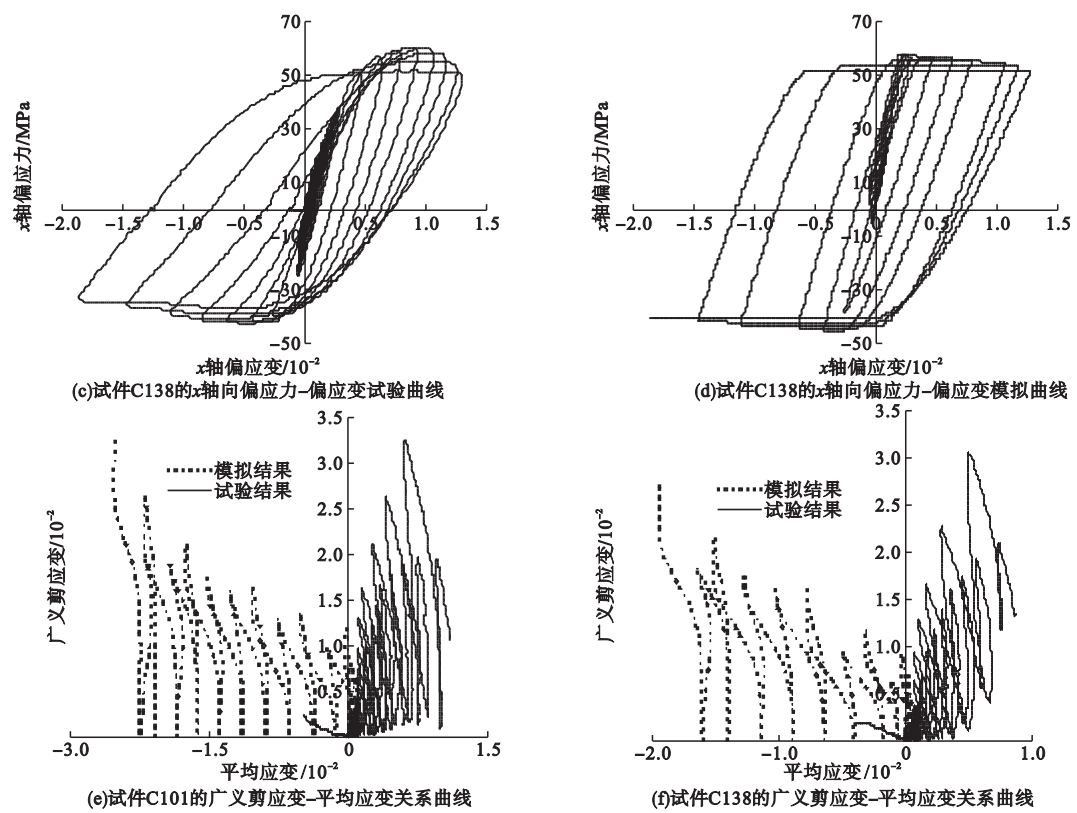 70
50
30
10
-10
-30
-50
-2.0 -1.5 -1.0 -0.5 0 0.5 1.0 1.5
x轴偏应力/MPa
x轴偏应变/10⁻²
(c)试件C138的x轴向偏应力-偏应变试验曲线
70
50
30
10
-10
-30
-50
-2.0 -1.5 -1.0 -0.5 0 0.5 1.0 1.5
x轴偏应力/MPa
x轴偏应变/10⁻²
(d)试件C138的x轴向偏应力-偏应变模拟曲线
3.5
3.0
2.5
2.0
1.5
1.0
0.5
模拟结果
试验结果
广义剪应变/10⁻²
-3.0 -1.5 0 1.5
平均应变/10⁻²
(e)试件C101的广义剪应变-平均应变关系曲线
3.5
3.0
2.5
2.0
1.5
1.0
0.5
模拟结果
试验结果
广义剪应变/10⁻²
-2.0 -1.0 0 1.0
平均应变/10⁻²
(f)试件C138的广义剪应变-平均应变关系曲线